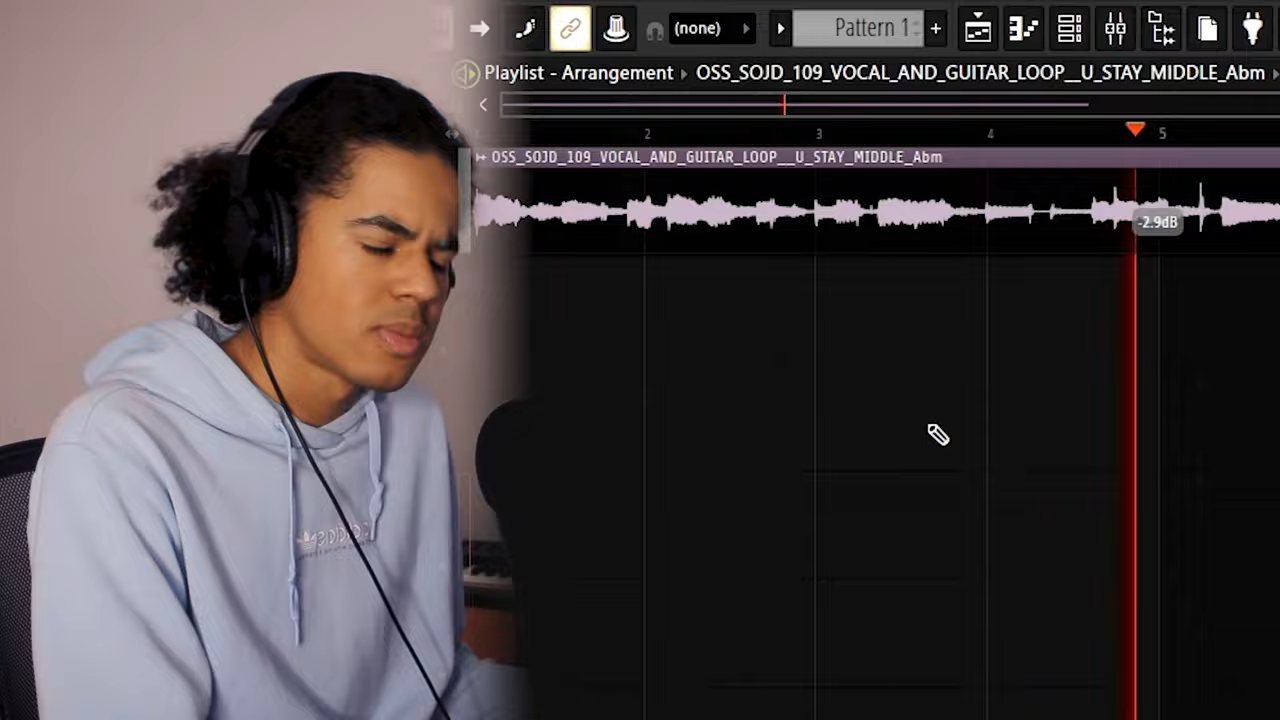 (none)
Pattern 1
+
Playlist - Arrangement OSS_SOJD_109_VOCAL_AND_GUITAR_LOOP__U_STAY_MIDDLE_Abm
2 3 4 5
OSS_SOJD_109_VOCAL_AND_GUITAR_LOOP__U_STAY_MIDDLE_Abm
-2.9dB